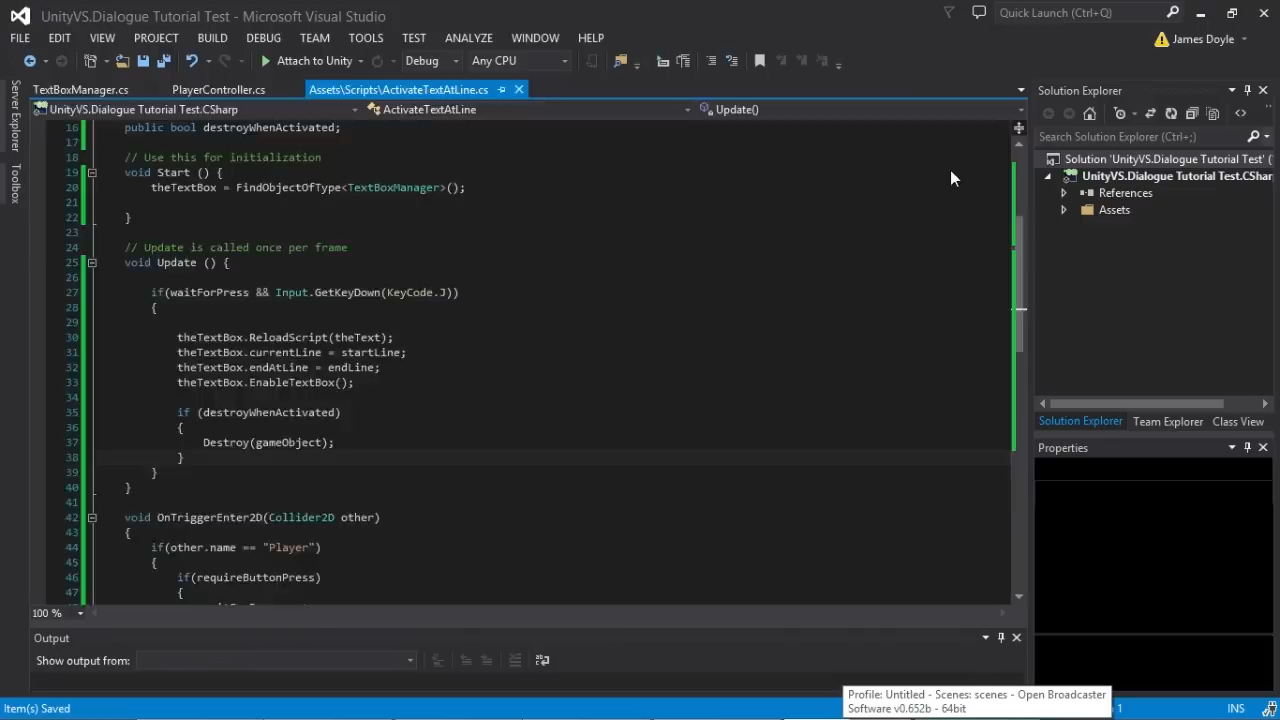 UnityVS.Dialogue Tutorial Test - Microsoft Visual Studio
Quick Launch (Ctrl+Q)
FILE EDIT VIEW PROJECT BUILD DEBUG TEAM TOOLS TEST ANALYZE WINDOW HELP
James Doyle
Attach to Unity Debug Any CPU
Server Explorer
Toolbox
TextBoxManager.cs PlayerController.cs Assets\Scripts\ActivateTextAtLine.cs
UnityVS.Dialogue Tutorial Test.CSharp ActivateTextAtLine Update()
16 public bool destroyWhenActivated;
17
18 // Use this for initialization
19 void Start () {
20 theTextBox = FindObjectOfType<TextBoxManager>();
21
22 }
23
24 // Update is called once per frame
25 void Update () {
26
27 if(waitForPress && Input.GetKeyDown(KeyCode.J))
28 {
29
30 theTextBox.ReloadScript(theText);
31 theTextBox.currentLine = startLine;
32 theTextBox.endAtLine = endLine;
33 theTextBox.EnableTextBox();
34
35 if (destroyWhenActivated)
36 {
37 Destroy(gameObject);
38 }
39 }
40 }
41
42 void OnTriggerEnter2D(Collider2D other)
43 {
44 if(other.name == "Player")
45 {
46 if(requireButtonPress)
47 {
100 %
Output
Show output from:
Solution Explorer
Search Solution Explorer (Ctrl+;)
Solution 'UnityVS.Dialogue Tutorial Test' (
UnityVS.Dialogue Tutorial Test.CShar
References
Assets
Solution Explorer Team Explorer Class View
Properties
Profile: Untitled - Scenes: scenes - Open Broadcaster
Software v0.652b - 64bit
Item(s) Saved
1 INS